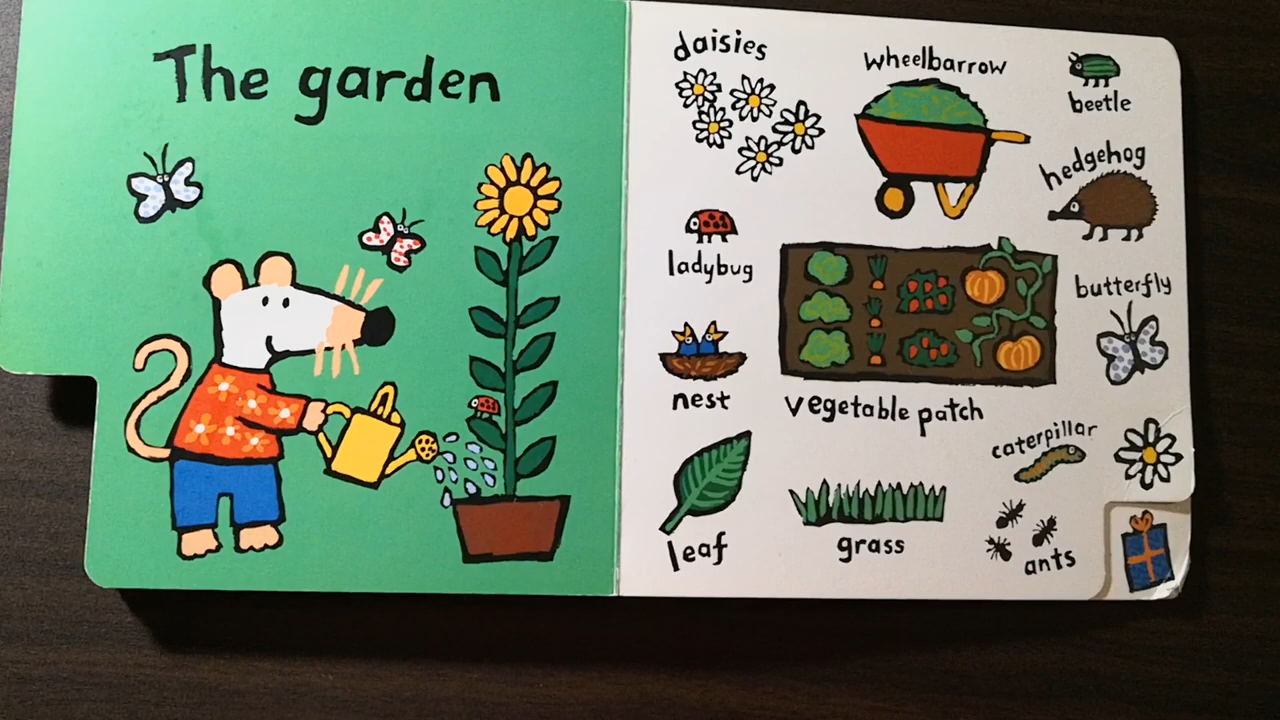 The garden
daisies
wheelbarrow
beetle
hedgehog
ladybug
butterfly
nest
vegetable patch
caterpillar
leaf
grass
ants